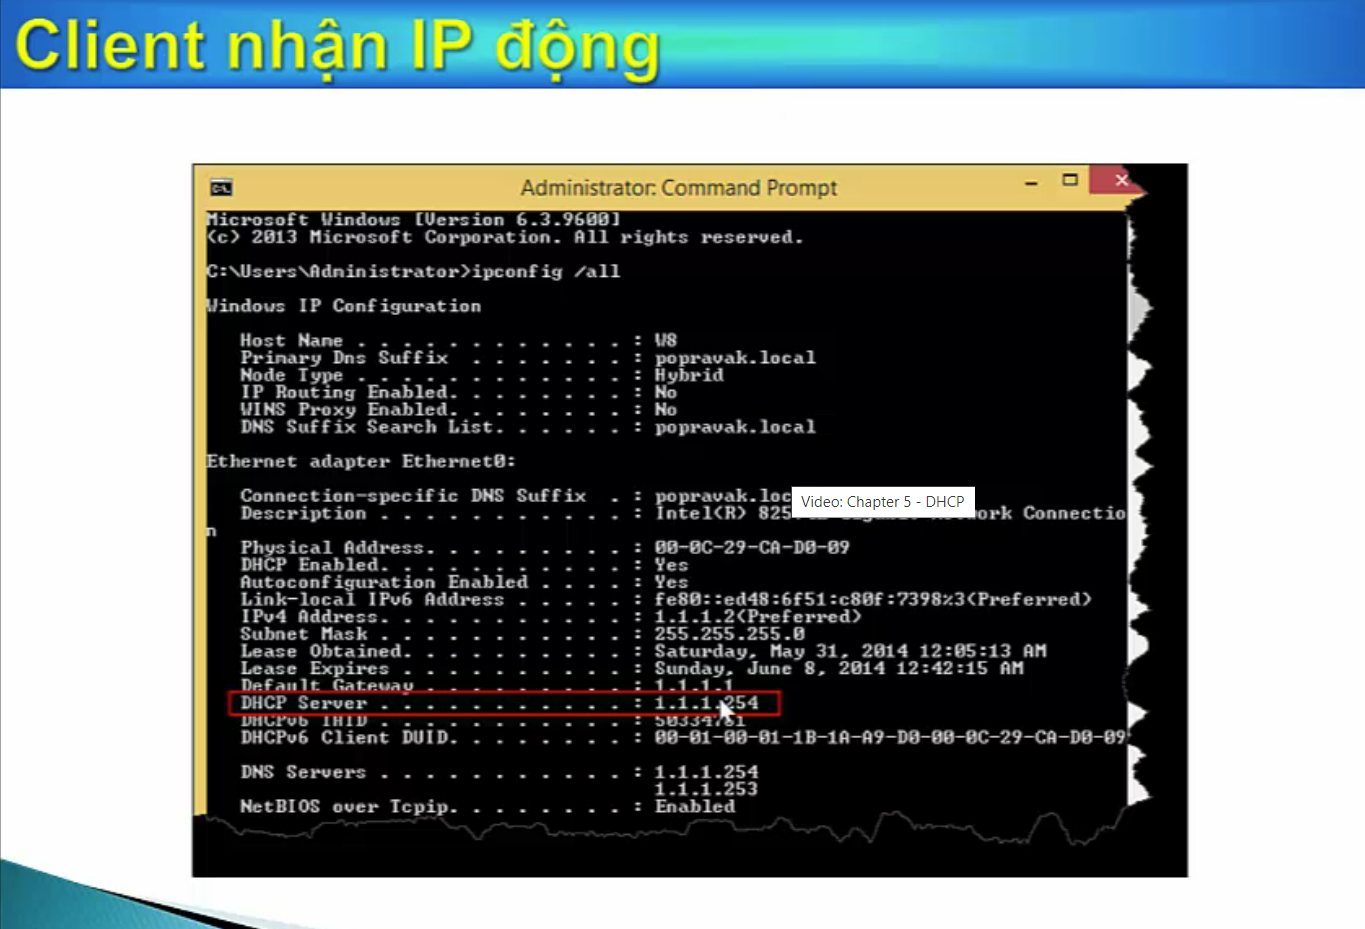 Client nhận IP động
Administrator: Command Prompt
Microsoft Windows [Version 6.3.9600]
(c) 2013 Microsoft Corporation. All rights reserved.
C:\Users\Administrator>ipconfig /all
Windows IP Configuration
Host Name . . . . . . . . . . . . : W8
Primary Dns Suffix  . . . . . . . : popravak.local
Node Type . . . . . . . . . . . . : Hybrid
IP Routing Enabled. . . . . . . . : No
WINS Proxy Enabled. . . . . . . . : No
DNS Suffix Search List. . . . . . : popravak.local
Ethernet adapter Ethernet0:
Connection-specific DNS Suffix  . : popravak.loc
Video: Chapter 5 - DHCP
Description . . . . . . . . . . . : Intel(R) Network Connectio
n
Physical Address. . . . . . . . . : 00-0C-29-CA-D0-09
DHCP Enabled. . . . . . . . . . . : Yes
Autoconfiguration Enabled . . . . : Yes
Link-local IPv6 Address . . . . . : fe80::ed48:6f51:c80f:7398%3(Preferred)
IPv4 Address. . . . . . . . . . . : 1.1.1.2(Preferred)
Subnet Mask . . . . . . . . . . . : 255.255.255.0
Lease Obtained. . . . . . . . . . : Saturday, May 31, 2014 12:05:13 AM
Lease Expires . . . . . . . . . . : Sunday, June 8, 2014 12:42:15 AM
Default Gateway . . . . . . . . . : 1.1.1.1
DHCP Server . . . . . . . . . . . : 1.1.1.254
DHCPv6 IAID . . . . . . . . . . . : 50334761
DHCPv6 Client DUID. . . . . . . . : 00-01-00-01-1B-1A-A9-D0-00-0C-29-CA-D0-09
DNS Servers . . . . . . . . . . . : 1.1.1.254
1.1.1.253
NetBIOS over Tcpip. . . . . . . . : Enabled